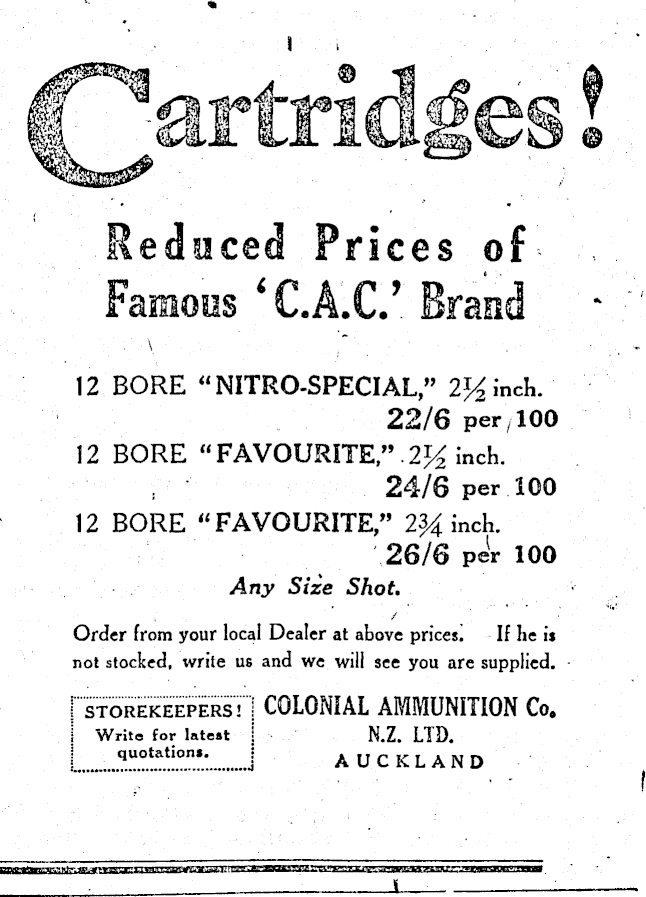 Cartridges!
Reduced Prices of
Famous 'C.A.C.' Brand
12 BORE "NITRO-SPECIAL," 2½ inch.
22/6 per 100
12 BORE "FAVOURITE," 2½ inch.
24/6 per 100
12 BORE "FAVOURITE," 2¾ inch.
26/6 per 100
Any Size Shot.
Order from your local Dealer at above prices. If he is
not stocked, write us and we will see you are supplied.
STOREKEEPERS!
Write for latest
quotations.
COLONIAL AMMUNITION Co.
N.Z. LTD.
AUCKLAND